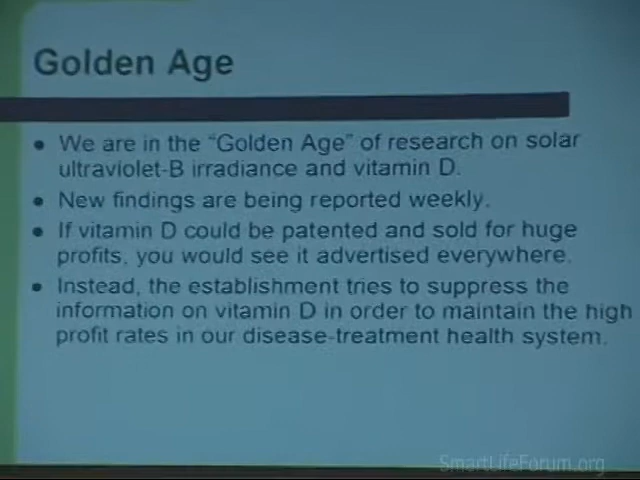 Golden Age
• We are in the "Golden Age" of research on solar
ultraviolet-B irradiance and vitamin D.
• New findings are being reported weekly.
• If vitamin D could be patented and sold for huge
profits, you would see it advertised everywhere.
• Instead, the establishment tries to suppress the
information on vitamin D in order to maintain the high
profit rates in our disease-treatment health system.
SmartLifeForum.org